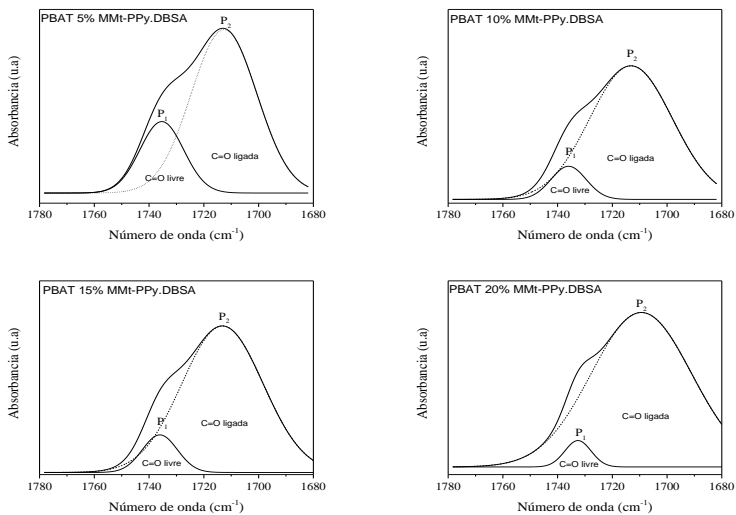 PBAT 5% MMt-PPy.DBSA
P2
P1
C=O ligada
C=O livre
Absorbancia (u.a)
1780 1760 1740 1720 1700 1680
Número de onda (cm-1)
PBAT 10% MMt-PPy.DBSA
P2
P1
C=O ligada
C=O livre
Absorbancia (u.a)
1780 1760 1740 1720 1700 1680
Número de onda (cm-1)
PBAT 15% MMt-PPy.DBSA
P2
P1
C=O ligada
C=O livre
Absorbancia (u.a)
1780 1760 1740 1720 1700 1680
Número de onda (cm-1)
PBAT 20% MMt-PPy.DBSA
P2
P1
C=O ligada
C=O livre
Absorbancia (u.a)
1780 1760 1740 1720 1700 1680
Número de onda (cm-1)